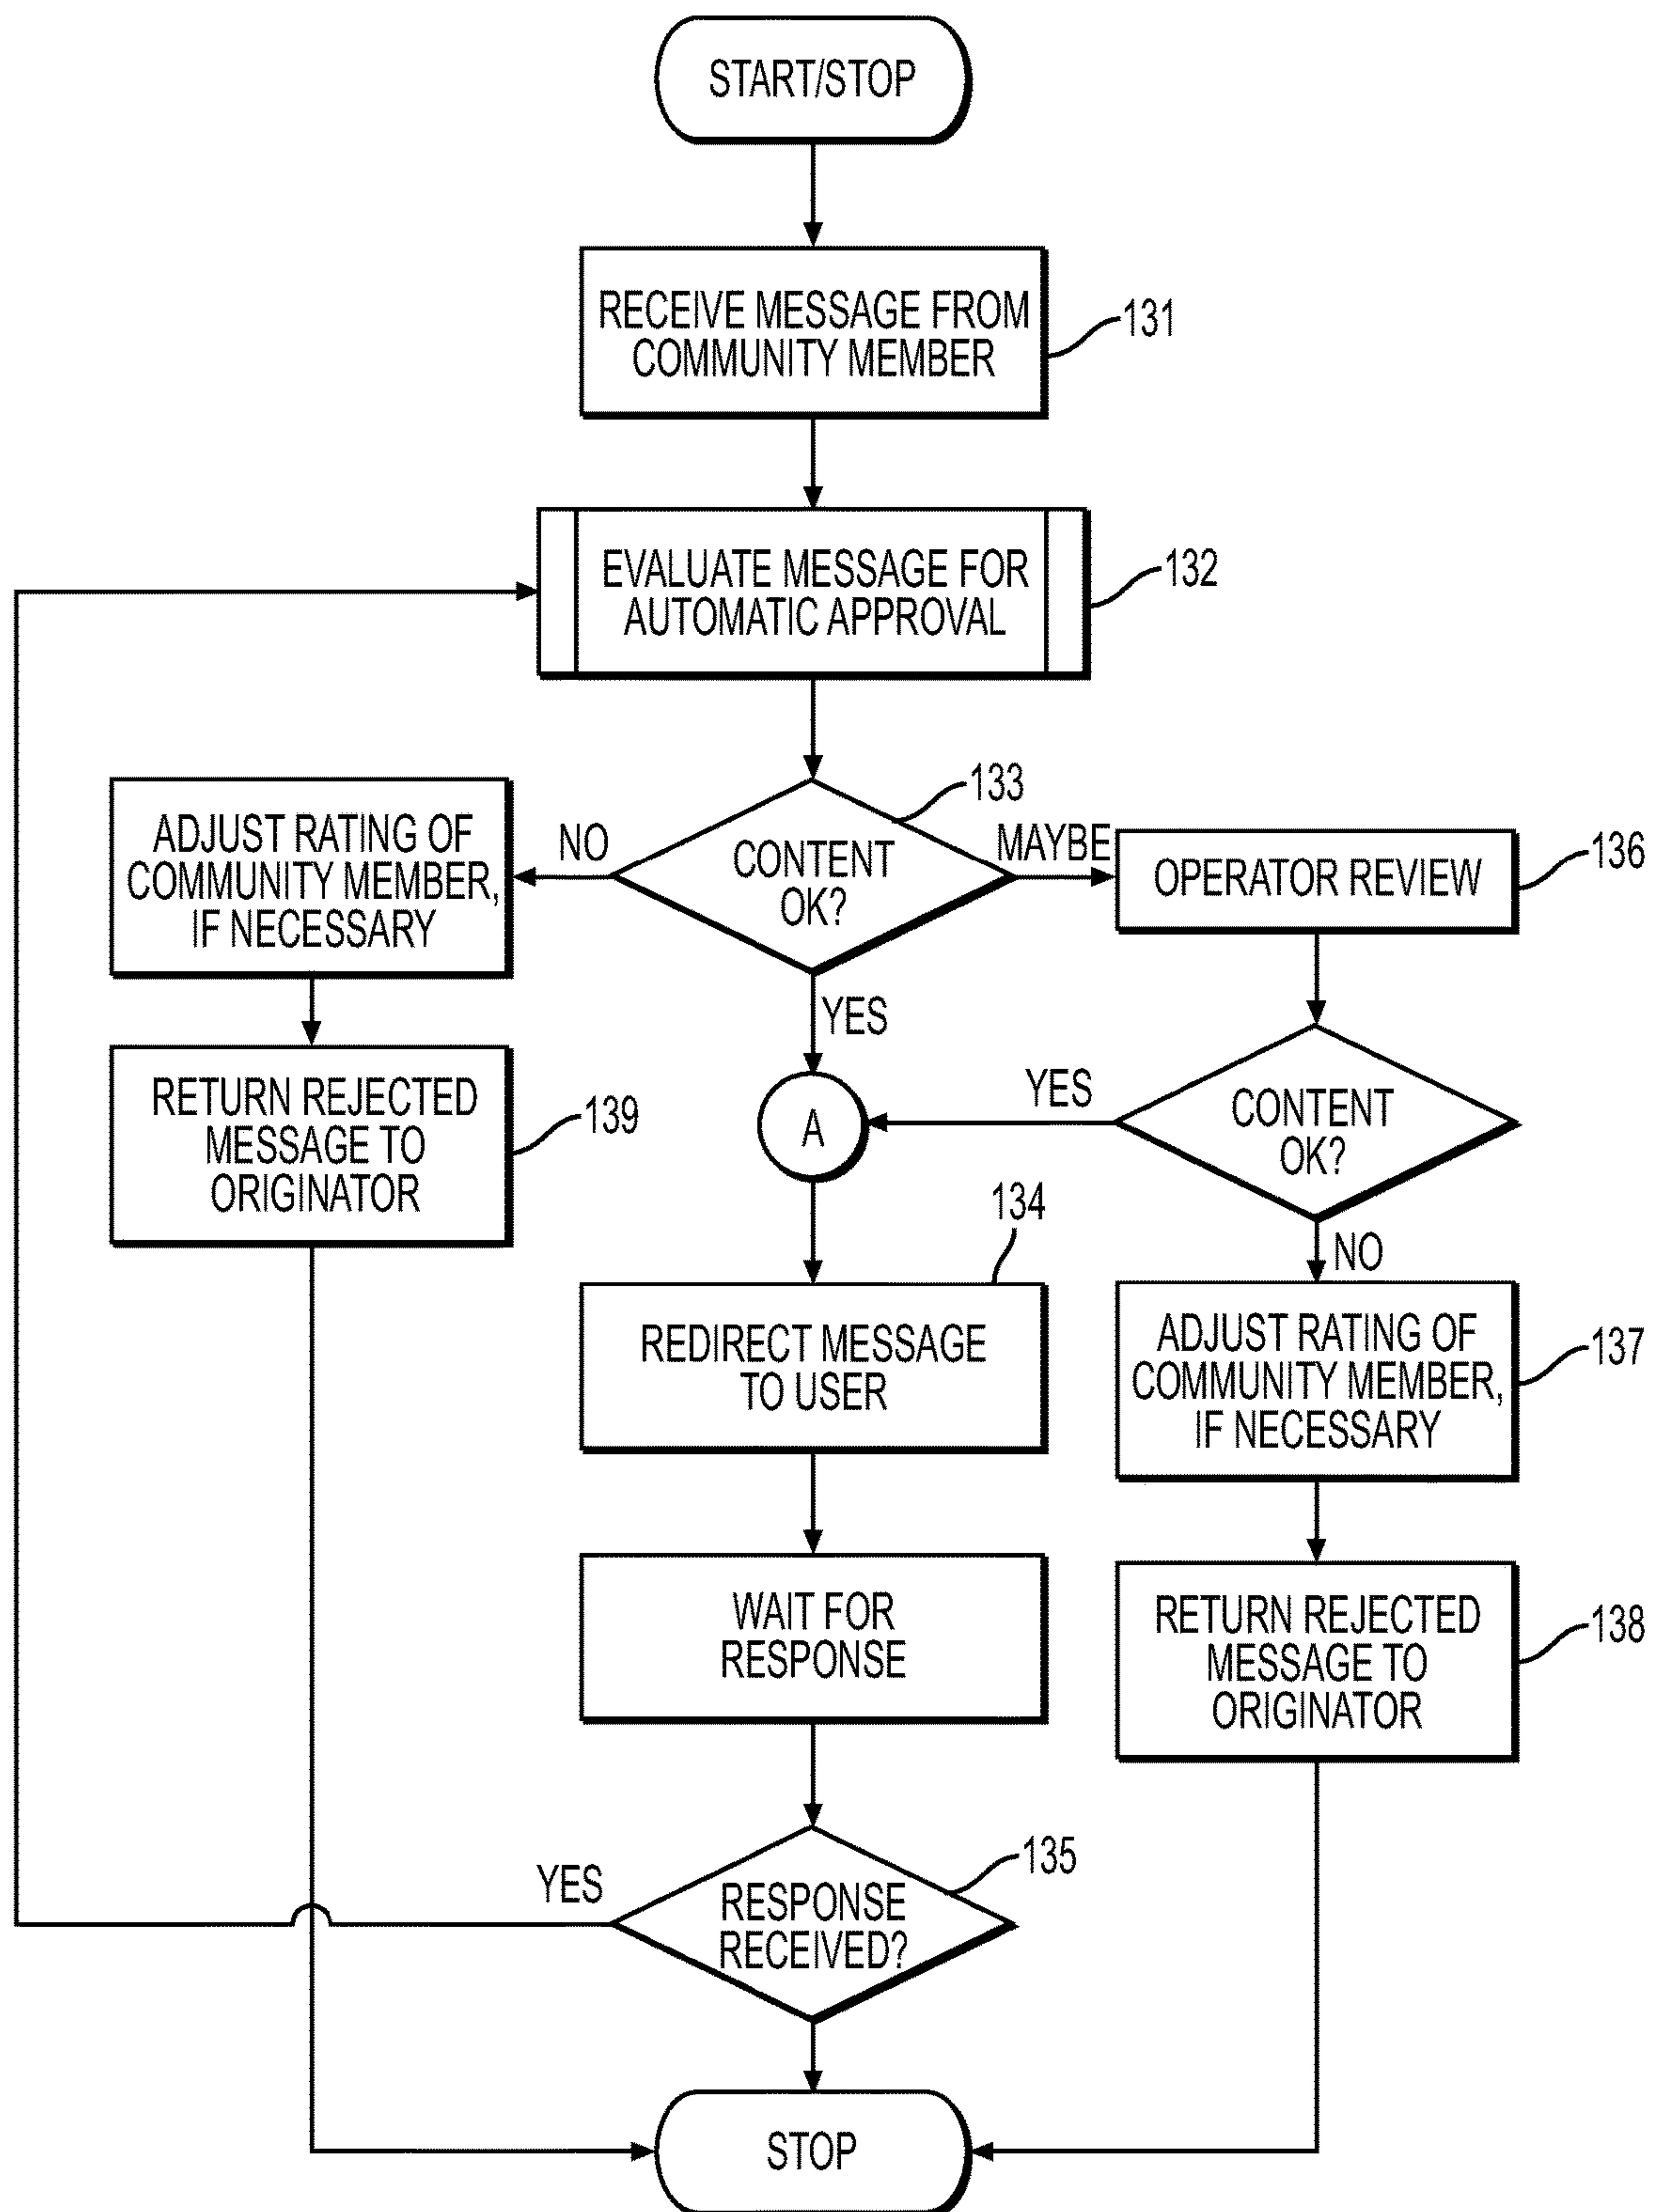 START/STOP
RECEIVE MESSAGE FROM
COMMUNITY MEMBER
131
EVALUATE MESSAGE FOR
AUTOMATIC APPROVAL
132
133
CONTENT
OK?
NO
MAYBE
YES
ADJUST RATING OF
COMMUNITY MEMBER,
IF NECESSARY
OPERATOR REVIEW
136
RETURN REJECTED
MESSAGE TO
ORIGINATOR
139
A
YES
CONTENT
OK?
NO
134
REDIRECT MESSAGE
TO USER
ADJUST RATING OF
COMMUNITY MEMBER,
IF NECESSARY
137
WAIT FOR
RESPONSE
RETURN REJECTED
MESSAGE TO
ORIGINATOR
138
135
YES
RESPONSE
RECEIVED?
STOP